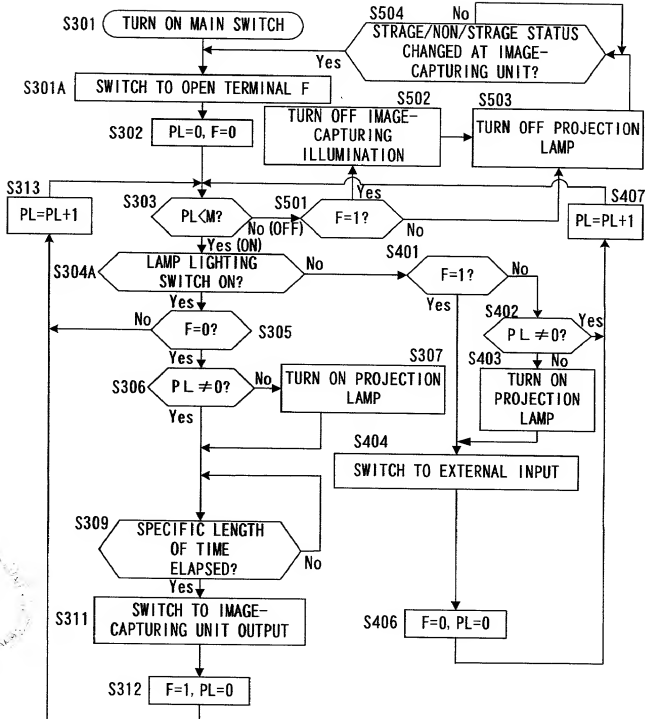 S301
TURN ON MAIN SWITCH
S504
No
STRAGE/NON/STRAGE STATUS
CHANGED AT IMAGE-
CAPTURING UNIT?
Yes
S301A
SWITCH TO OPEN TERMINAL F
S302
PL=0, F=0
S502
TURN OFF IMAGE-
CAPTURING
ILLUMINATION
S503
TURN OFF PROJECTION
LAMP
S313
PL=PL+1
S303
PL<M?
No (OFF)
Yes (ON)
S501
F=1?
Yes
No
S407
PL=PL+1
S304A
LAMP LIGHTING
SWITCH ON?
No
Yes
S401
F=1?
No
Yes
No
F=0?
S305
Yes
S402
PL≠0?
Yes
No
S306
PL≠0?
No
Yes
S307
TURN ON PROJECTION
LAMP
S403
TURN ON
PROJECTION
LAMP
S404
SWITCH TO EXTERNAL INPUT
S309
SPECIFIC LENGTH
OF TIME
ELAPSED?
No
Yes
S311
SWITCH TO IMAGE-
CAPTURING UNIT OUTPUT
S406
F=0, PL=0
S312
F=1, PL=0